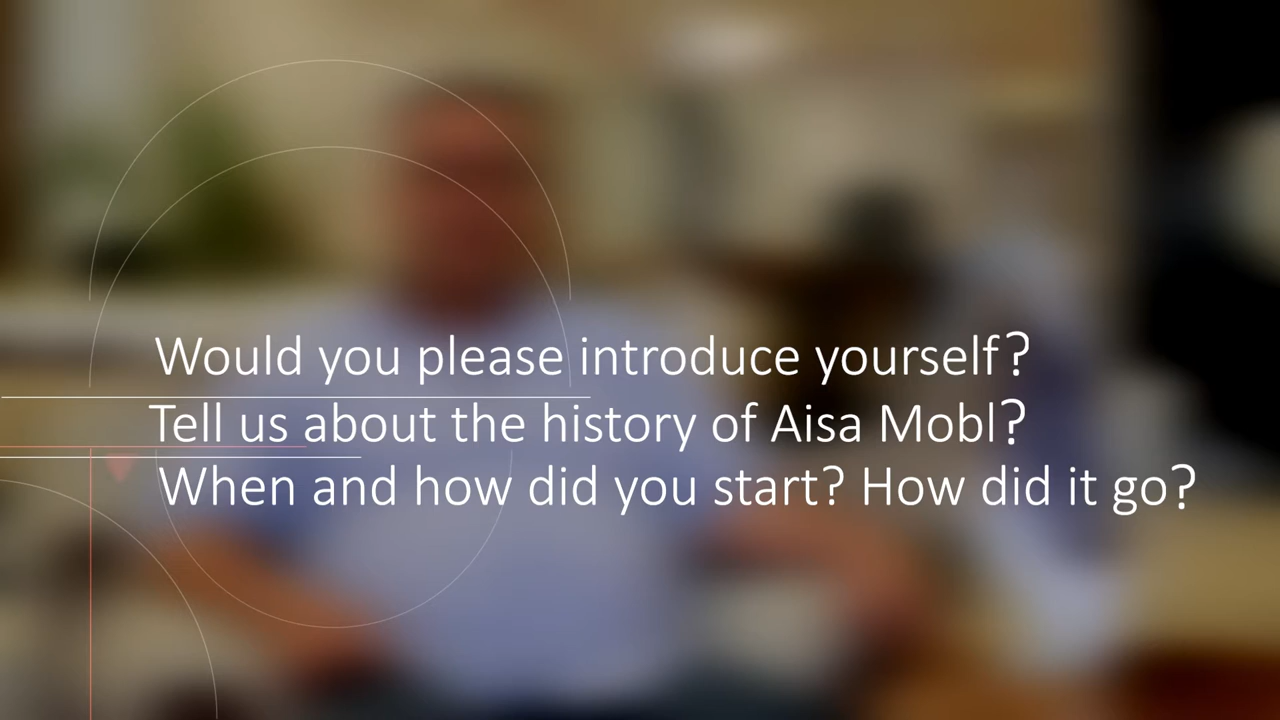 Would you please introduce yourself?
Tell us about the history of Aisa Mobl?
When and how did you start? How did it go?